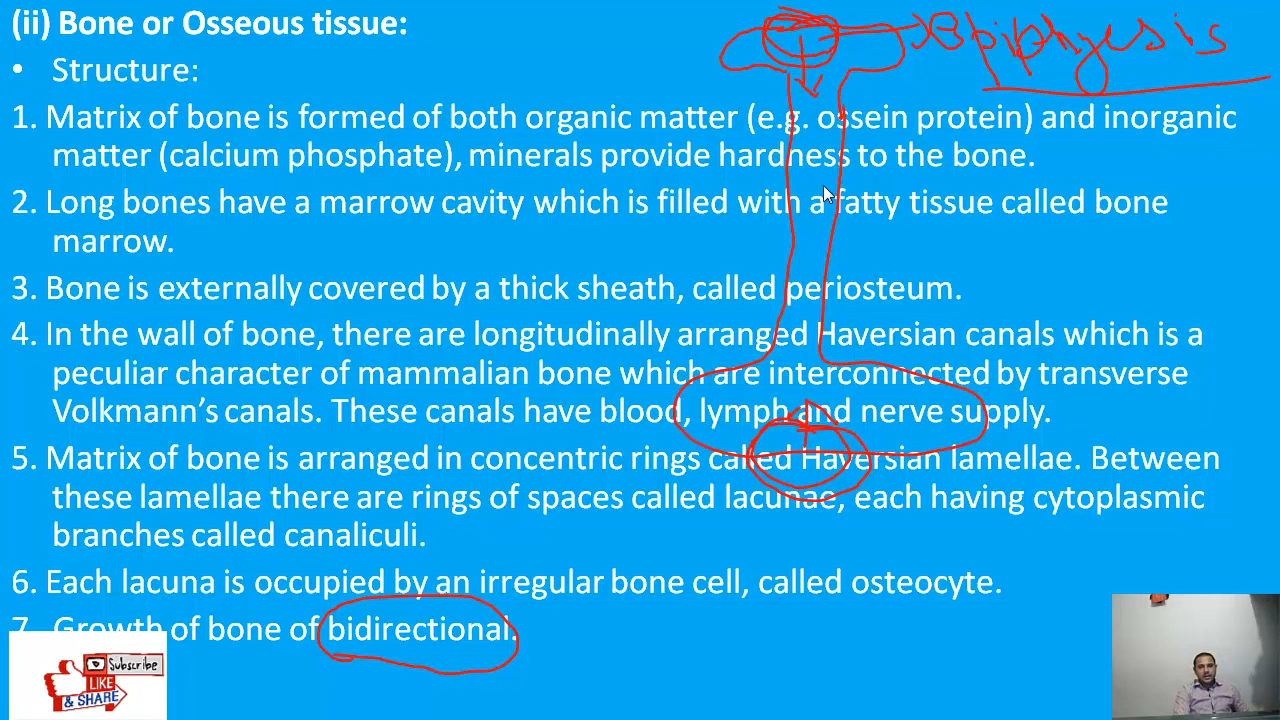 (ii) Bone or Osseous tissue:
• Structure:
1. Matrix of bone is formed of both organic matter (e.g. ossein protein) and inorganic
matter (calcium phosphate), minerals provide hardness to the bone.
2. Long bones have a marrow cavity which is filled with a fatty tissue called bone
marrow.
3. Bone is externally covered by a thick sheath, called periosteum.
4. In the wall of bone, there are longitudinally arranged Haversian canals which is a
peculiar character of mammalian bone which are interconnected by transverse
Volkmann's canals. These canals have blood, lymph and nerve supply.
5. Matrix of bone is arranged in concentric rings called Haversian lamellae. Between
these lamellae there are rings of spaces called lacunae, each having cytoplasmic
branches called canaliculi.
6. Each lacuna is occupied by an irregular bone cell, called osteocyte.
7. Growth of bone of bidirectional.
Epiphyesis
Subscribe
LIKE
& SHARE